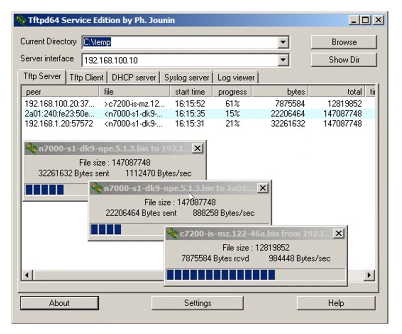 Tftpd64 Service Edition by Ph. Jounin
Current Directory C:\temp Browse
Server interface 192.168.100.10 Show Dir
Tftp Server Tftp Client DHCP server Syslog server Log viewer
peer file start time progress bytes total ti
192.168.100.20:37... >c7200-is-mz.12... 16:15:52 61% 7875584 12819852
2a01:240:fe23:50e... <n7000-s1-dk9-... 16:15:35 15% 22206464 147087748
192.168.1.20:57572 <n7000-s1-dk9-... 16:15:31 21% 32261632 147087748
n7000-s1-dk9-npe.5.1.3.bin to 192.1...
File size : 147087748
32261632 Bytes sent 1112470 Bytes/sec
n7000-s1-dk9-npe.5.1.3.bin to 2a01:...
File size : 147087748
22206464 Bytes sent 888258 Bytes/sec
c7200-is-mz.122-46a.bin from 192.1...
File size : 12819852
7875584 Bytes rcvd 984448 Bytes/sec
About Settings Help